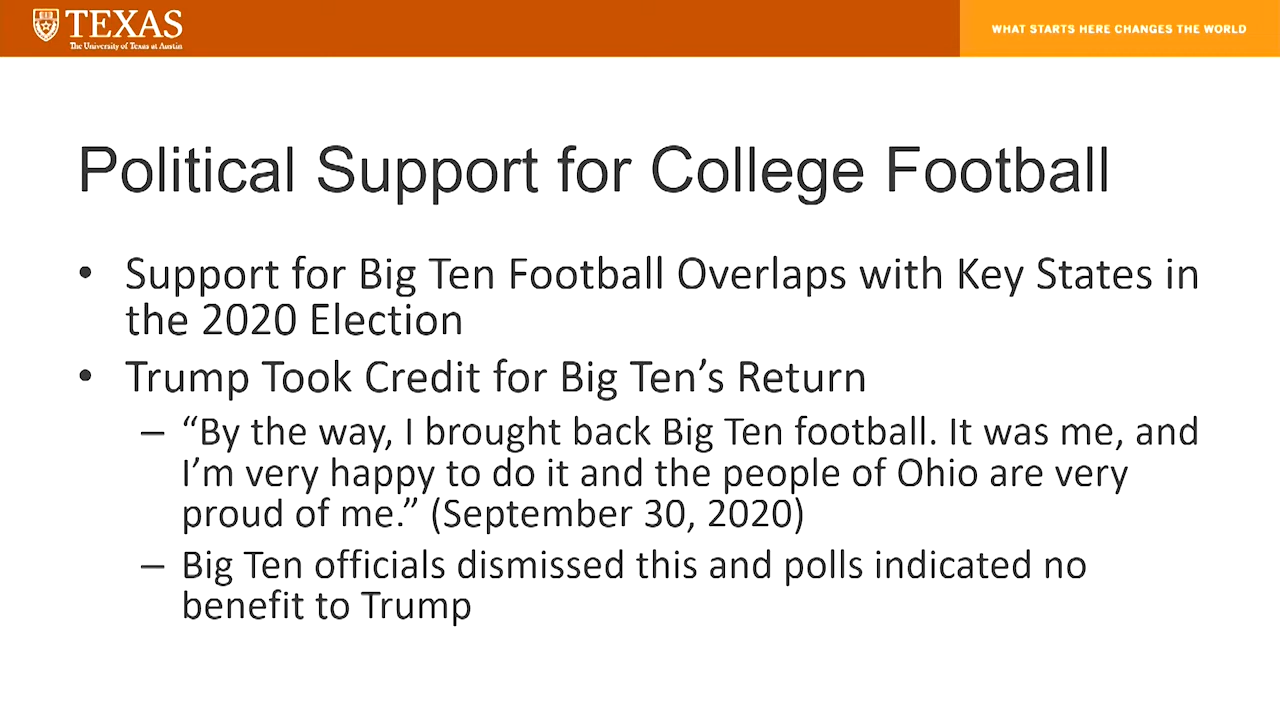 TEXAS
The University of Texas at Austin
WHAT STARTS HERE CHANGES THE WORLD
Political Support for College Football
• Support for Big Ten Football Overlaps with Key States in
the 2020 Election
• Trump Took Credit for Big Ten’s Return
– “By the way, I brought back Big Ten football. It was me, and
I’m very happy to do it and the people of Ohio are very
proud of me.” (September 30, 2020)
– Big Ten officials dismissed this and polls indicated no
benefit to Trump